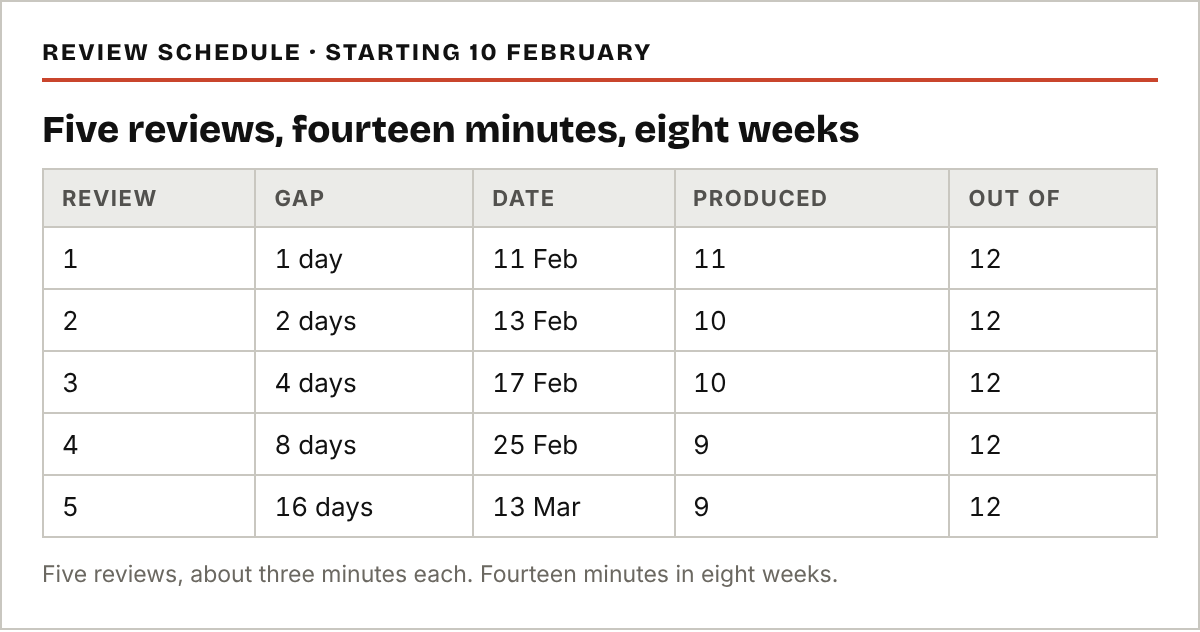 REVIEW SCHEDULE · STARTING 10 FEBRUARY
Five reviews, fourteen minutes, eight weeks
REVIEW GAP DATE PRODUCED OUT OF
1 1 day 11 Feb 11 12
2 2 days 13 Feb 10 12
3 4 days 17 Feb 10 12
4 8 days 25 Feb 9 12
5 16 days 13 Mar 9 12
Five reviews, about three minutes each. Fourteen minutes in eight weeks.